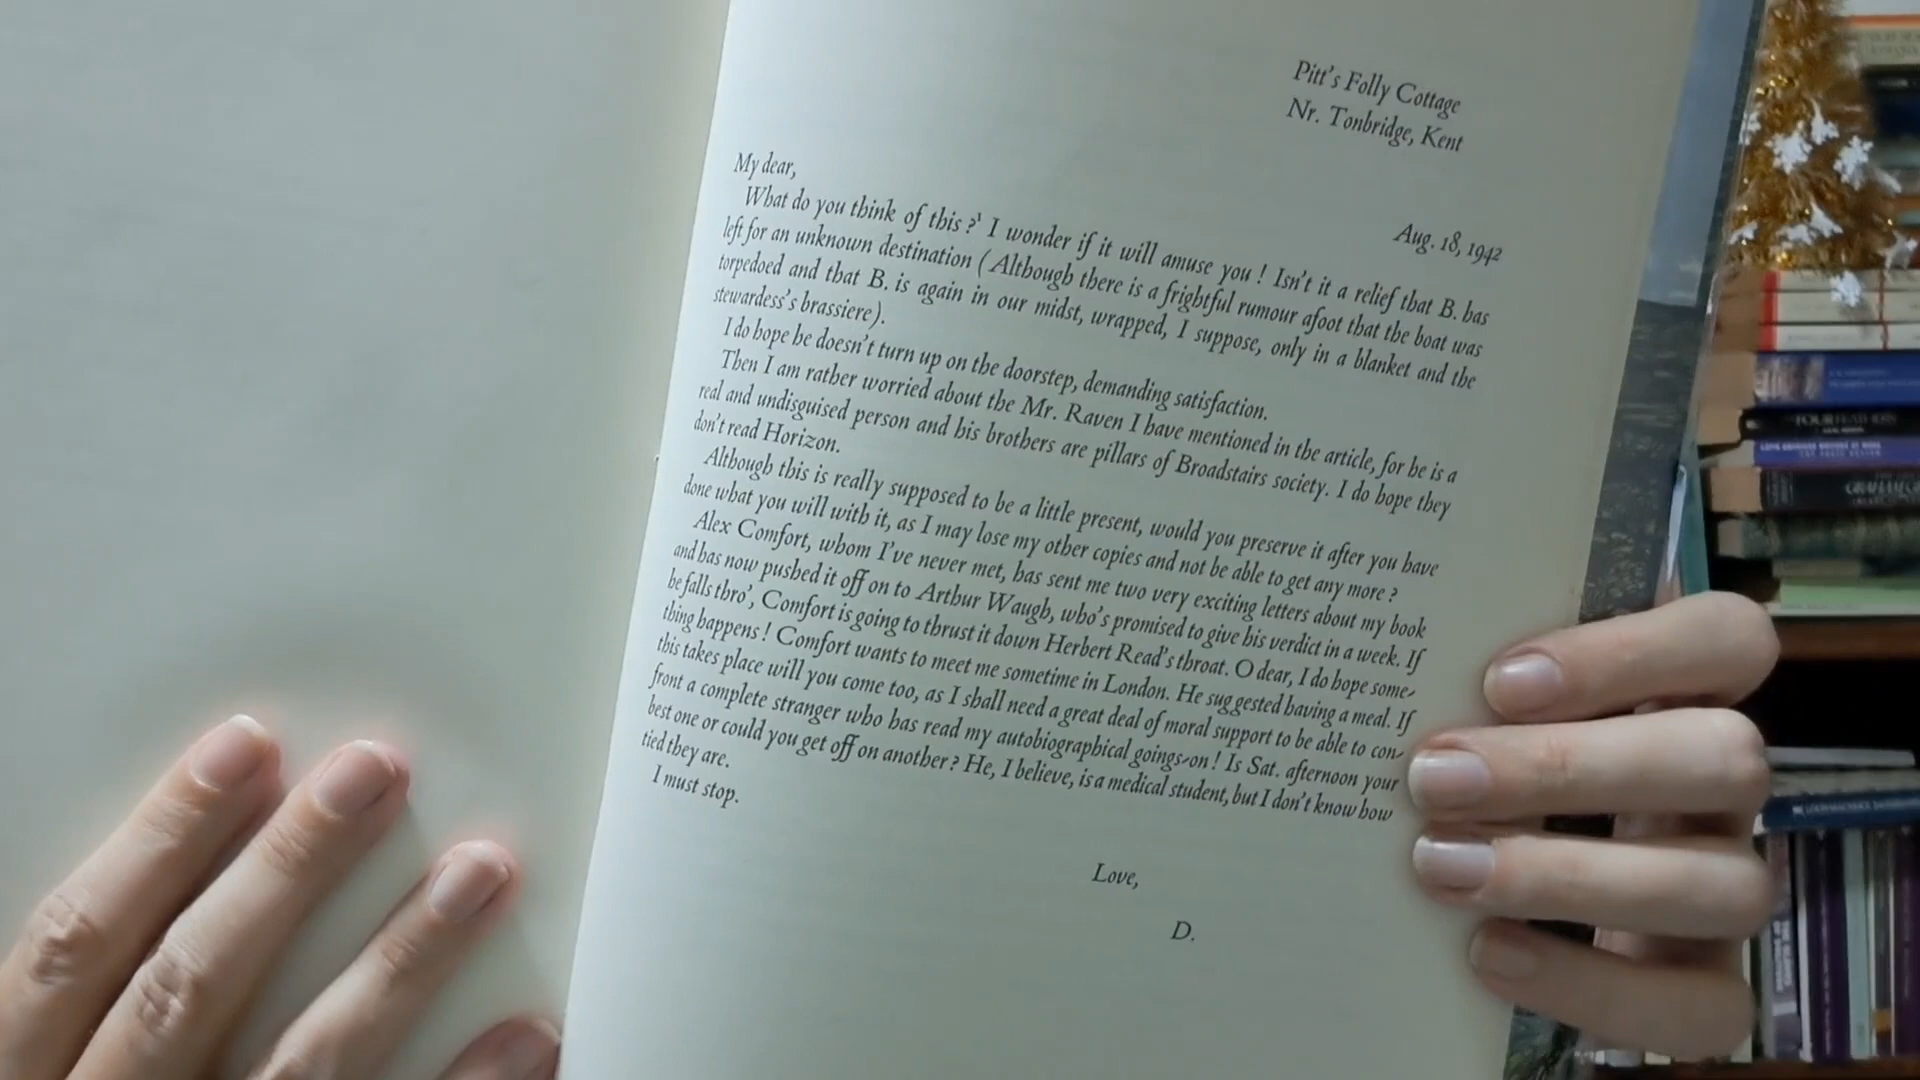 Pitt's Folly Cottage
Nr. Tonbridge, Kent
Aug. 18, 1942
My dear,
What do you think of this?¹ I wonder if it will amuse you! Isn't it a relief that B. has
left for an unknown destination (Although there is a frightful rumour afoot that the boat was
torpedoed and that B. is again in our midst, wrapped, I suppose, only in a blanket and the
stewardess's brassiere).
I do hope he doesn't turn up on the doorstep, demanding satisfaction.
Then I am rather worried about the Mr. Raven I have mentioned in the article, for he is a
real and undisguised person and his brothers are pillars of Broadstairs society. I do hope they
don't read Horizon.
Although this is really supposed to be a little present, would you preserve it after you have
done what you will with it, as I may lose my other copies and not be able to get any more?
Alex Comfort, whom I've never met, has sent me two very exciting letters about my book
and has now pushed it off on to Arthur Waugh, who's promised to give his verdict in a week. If
he falls thro', Comfort is going to thrust it down Herbert Read's throat. O dear, I do hope some-
thing happens! Comfort wants to meet me sometime in London. He suggested having a meal. If
this takes place will you come too, as I shall need a great deal of moral support to be able to con-
front a complete stranger who has read my autobiographical goings-on! Is Sat. afternoon your
best one or could you get off on another? He, I believe, is a medical student, but I don't know how
tied they are.
I must stop.
Love,
D.